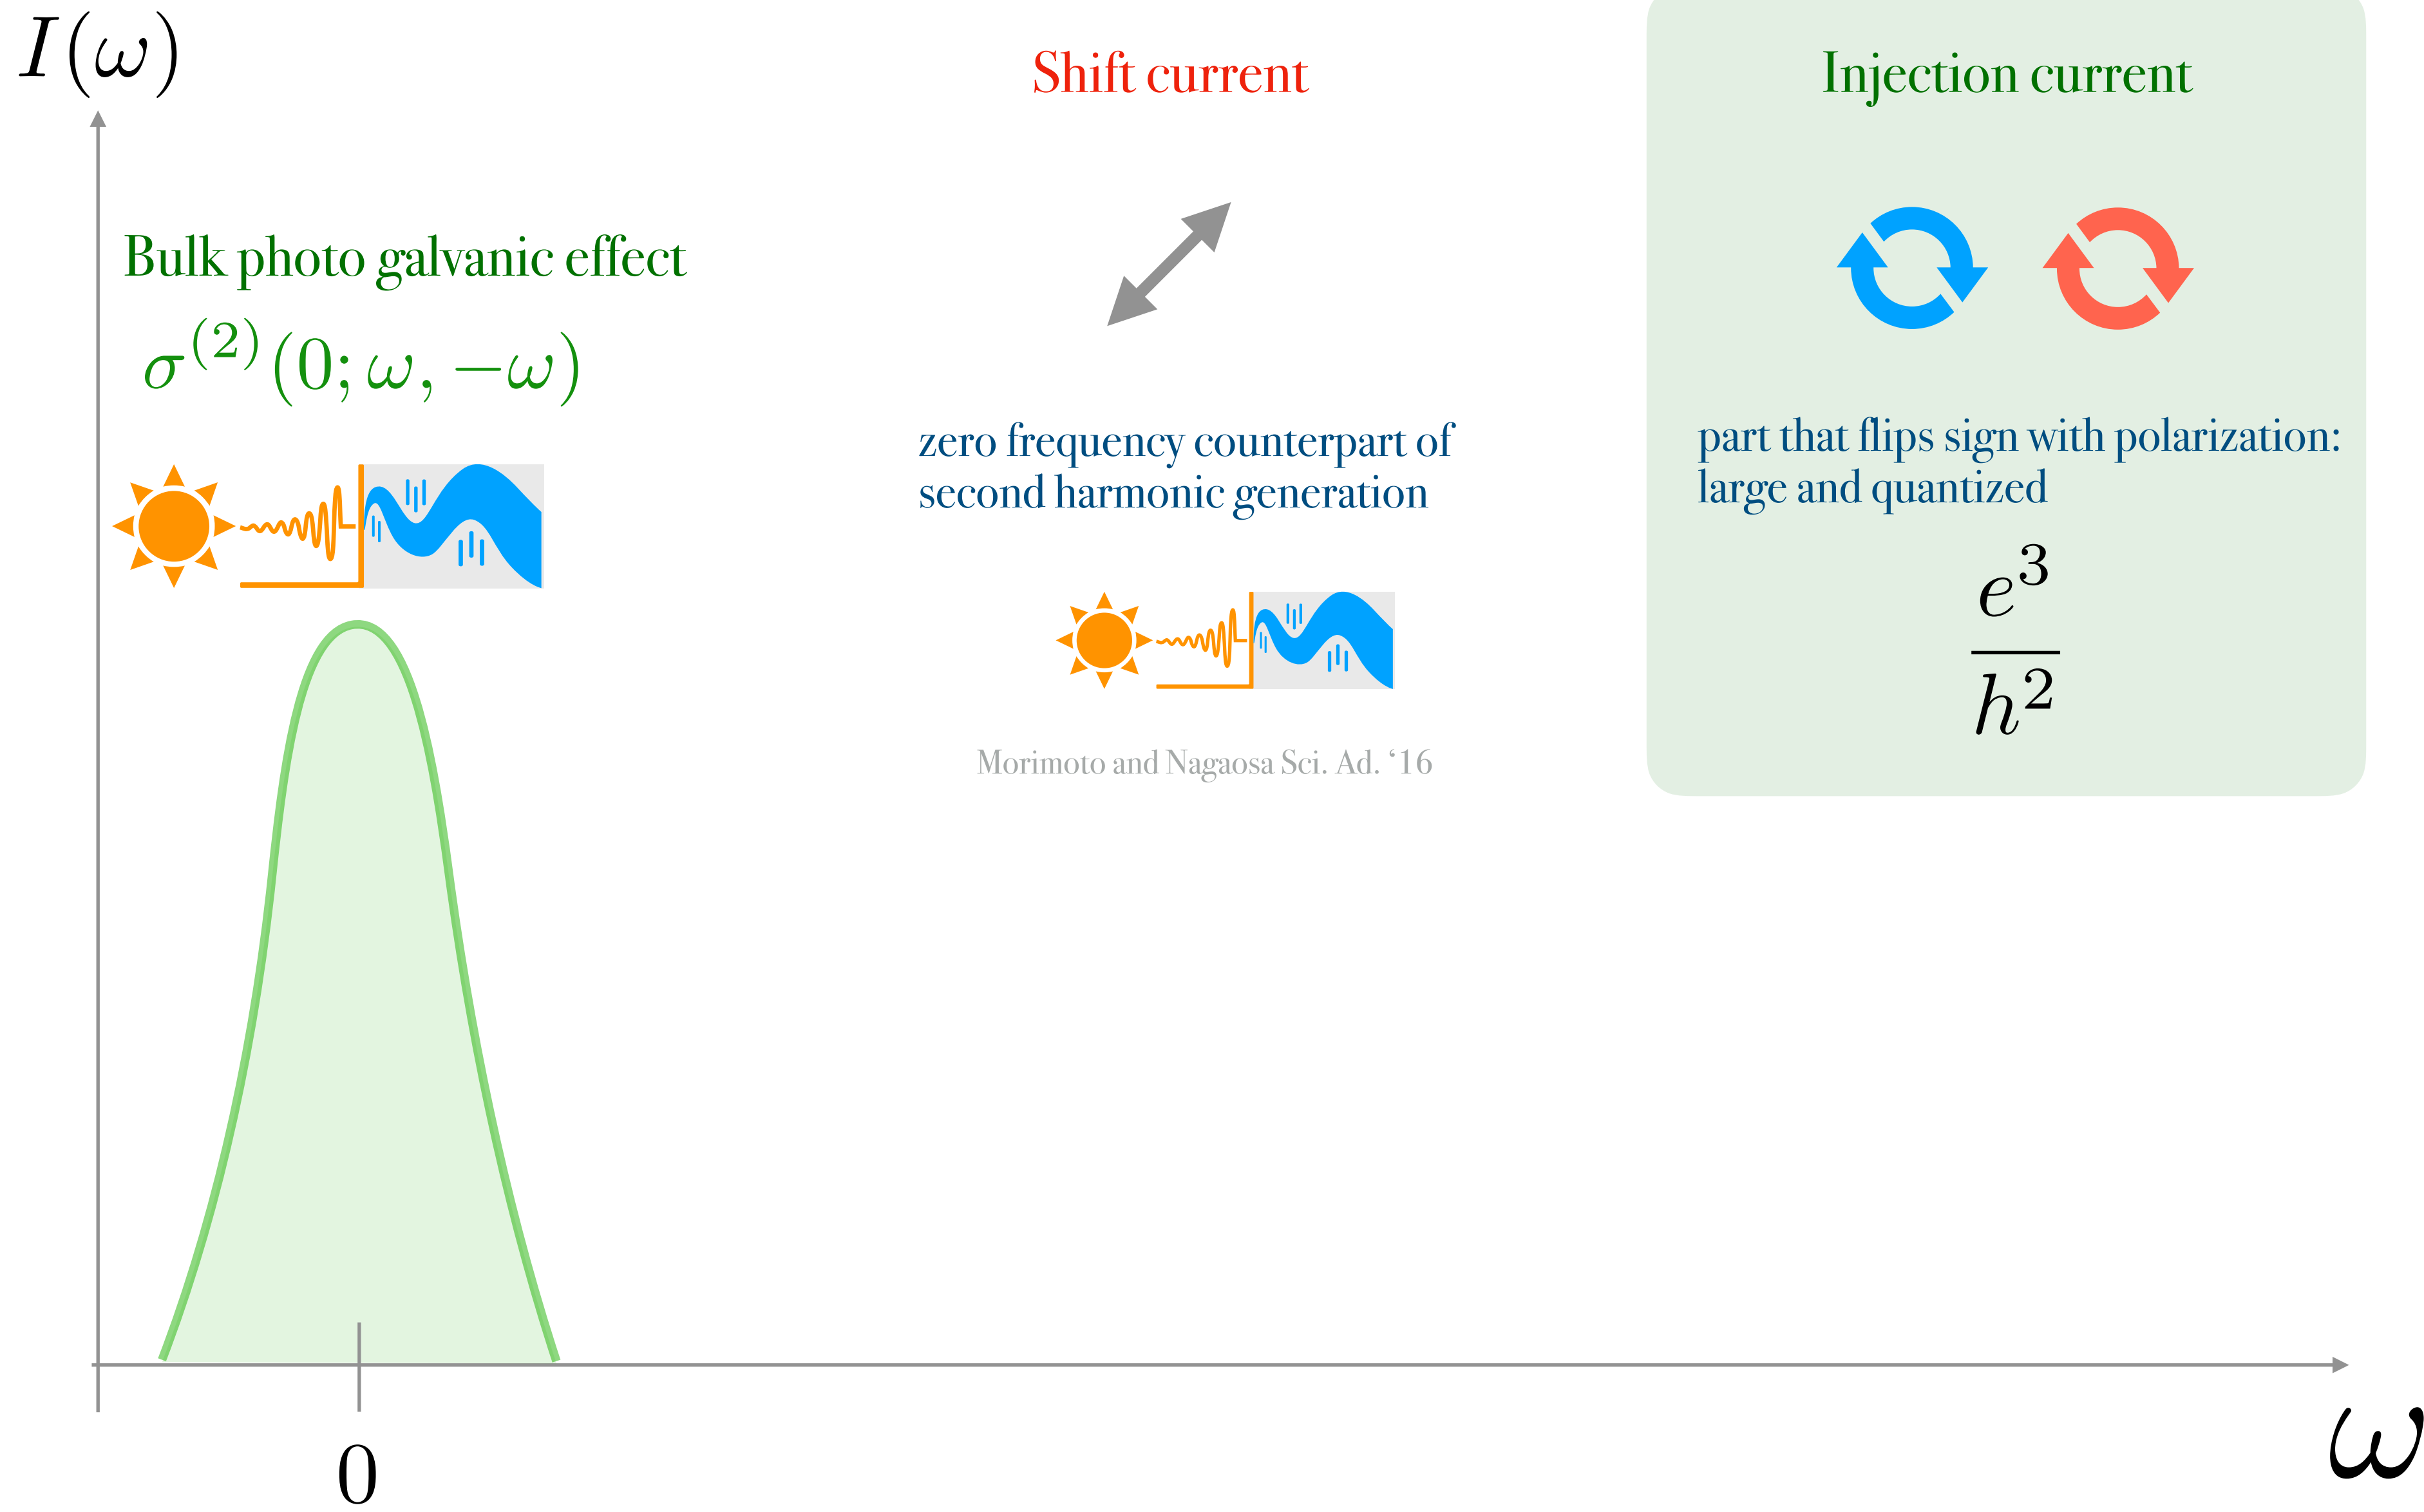 I(ω)
Shift current
Injection current
Bulk photo galvanic effect
σ^(2)(0; ω, −ω)
zero frequency counterpart of
second harmonic generation
part that flips sign with polarization:
large and quantized
e^3
h^2
Morimoto and Nagaosa Sci. Ad. ‘16
0
ω